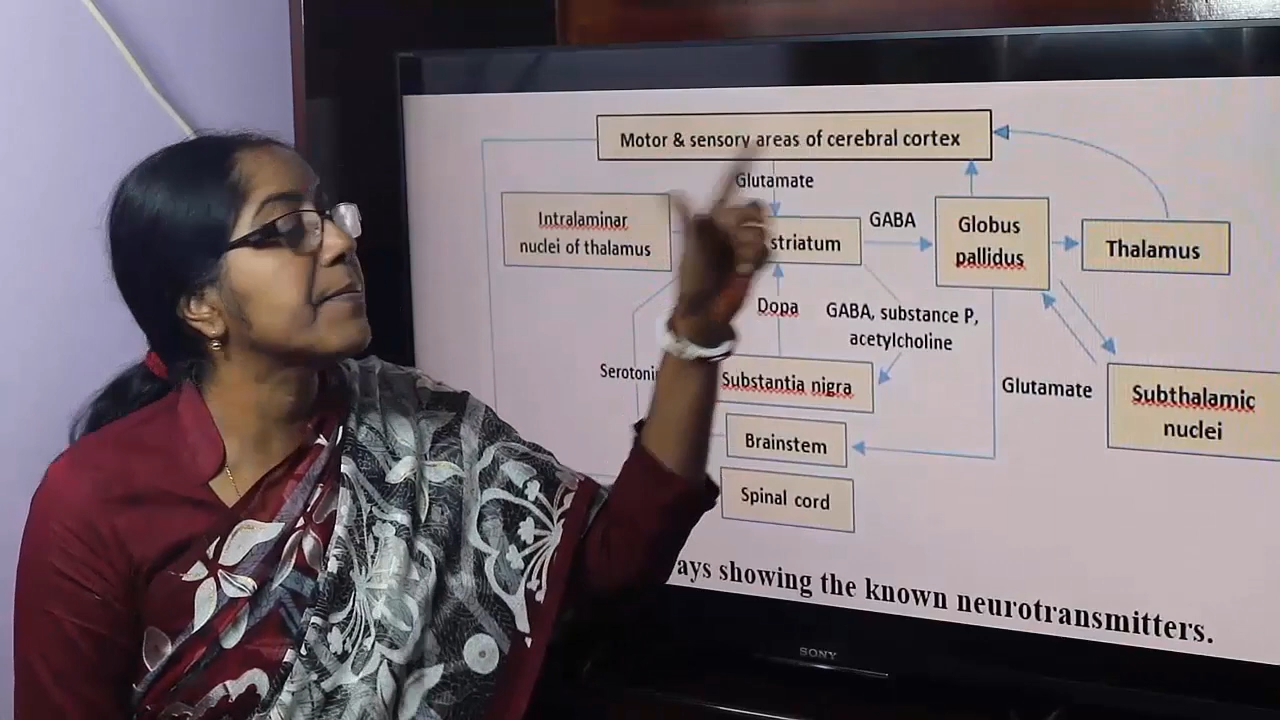 Motor & sensory areas of cerebral cortex
Glutamate
Intralaminar
nuclei of thalamus
striatum
GABA
Globus
pallidus
Thalamus
Dopa
GABA, substance P,
acetylcholine
Substantia nigra
Glutamate
Subthalamic
nuclei
Brainstem
Spinal cord
showing the known neurotransmitters.
SONY